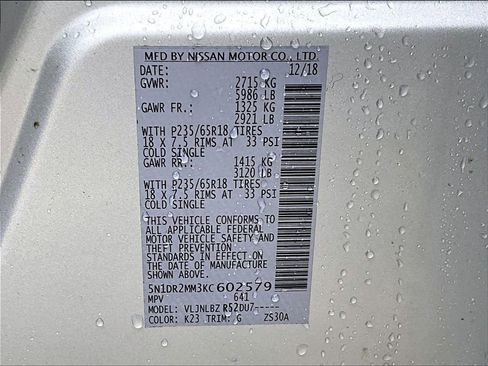 MFD BY NISSAN MOTOR CO., LTD.
DATE: 12/18
GVWR: 2715 KG
5986 LB
GAWR FR.: 1325 KG
2921 LB
WITH P235/65R18 TIRES
18 X 7.5 RIMS AT 33 PSI
COLD SINGLE
GAWR RR.: 1415 KG
3120 LB
WITH P235/65R18 TIRES
18 X 7.5 RIMS AT 33 PSI
COLD SINGLE
THIS VEHICLE CONFORMS TO
ALL APPLICABLE FEDERAL
MOTOR VEHICLE SAFETY AND
THEFT PREVENTION
STANDARDS IN EFFECT ON
THE DATE OF MANUFACTURE
SHOWN ABOVE.
5N1DR2MM3KC602579
MPV 641
MODEL: VLJNLBZ R52DU7-----
COLOR: K23 TRIM: G ZS30A